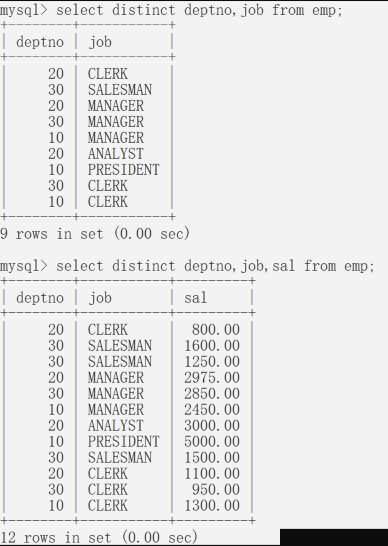 mysql> select distinct deptno,job from emp;
+--------+-----------+
| deptno | job       |
+--------+-----------+
|     20 | CLERK     |
|     30 | SALESMAN  |
|     20 | MANAGER   |
|     30 | MANAGER   |
|     10 | MANAGER   |
|     20 | ANALYST   |
|     10 | PRESIDENT |
|     30 | CLERK     |
|     10 | CLERK     |
+--------+-----------+
9 rows in set (0.00 sec)

mysql> select distinct deptno,job,sal from emp;
+--------+-----------+---------+
| deptno | job       | sal     |
+--------+-----------+---------+
|     20 | CLERK     |  800.00 |
|     30 | SALESMAN  | 1600.00 |
|     30 | SALESMAN  | 1250.00 |
|     20 | MANAGER   | 2975.00 |
|     30 | MANAGER   | 2850.00 |
|     10 | MANAGER   | 2450.00 |
|     20 | ANALYST   | 3000.00 |
|     10 | PRESIDENT | 5000.00 |
|     30 | SALESMAN  | 1500.00 |
|     20 | CLERK     | 1100.00 |
|     30 | CLERK     |  950.00 |
|     10 | CLERK     | 1300.00 |
+--------+-----------+---------+
12 rows in set (0.00 sec)